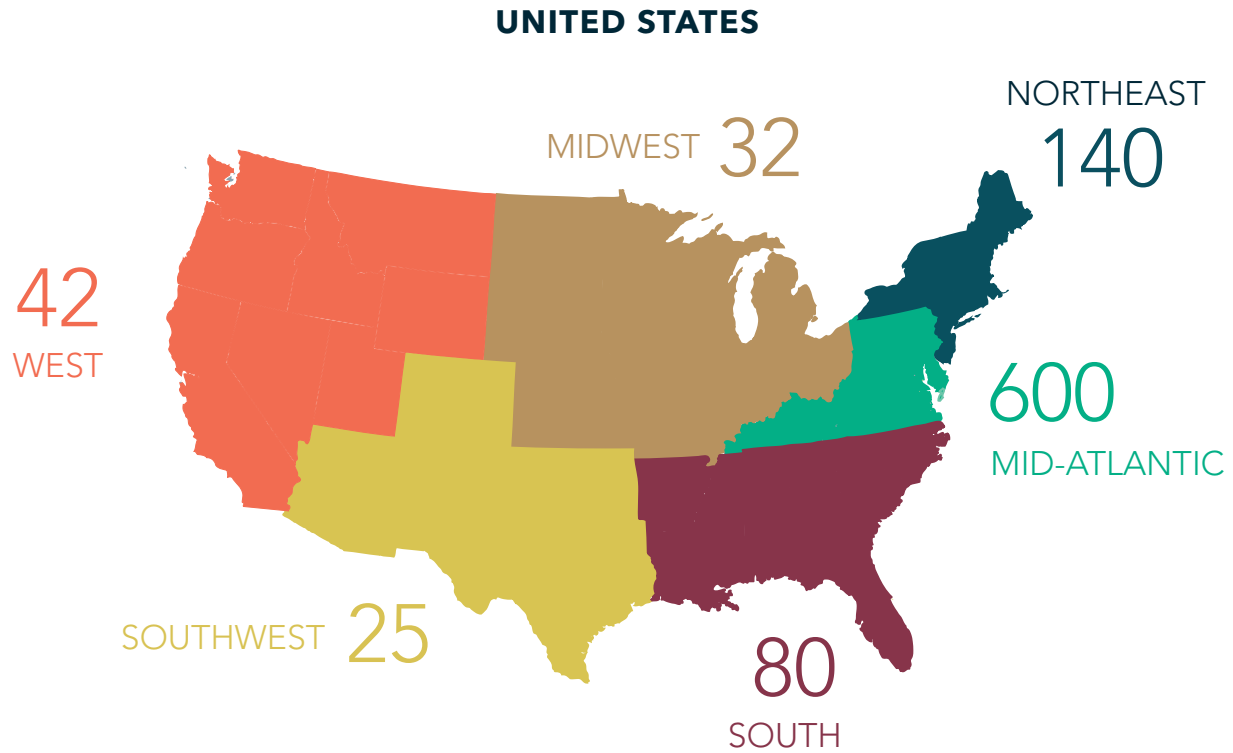 UNITED STATES
NORTHEAST
140
MIDWEST 32
42
WEST
600
MID-ATLANTIC
SOUTHWEST 25
80
SOUTH